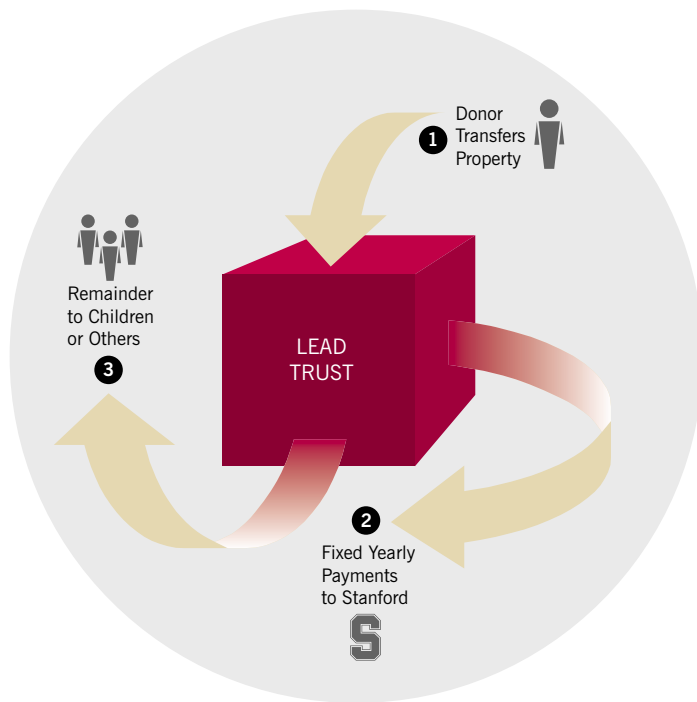 1
Donor
Transfers
Property
LEAD
TRUST
2
Fixed Yearly
Payments
to Stanford
S
Remainder
to Children
or Others
3